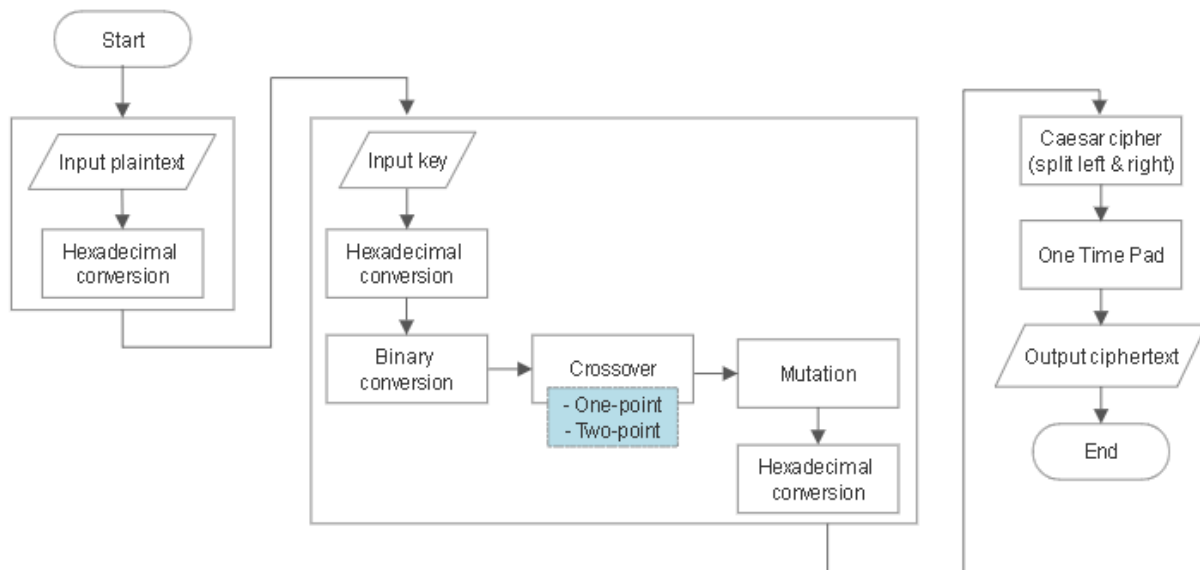 Start
Input plaintext
Hexadecimal
conversion
Input key
Hexadecimal
conversion
Binary
conversion
Crossover
- One-point
- Two-point
Mutation
Hexadecimal
conversion
Caesar cipher
(split left & right)
One Time Pad
Output ciphertext
End